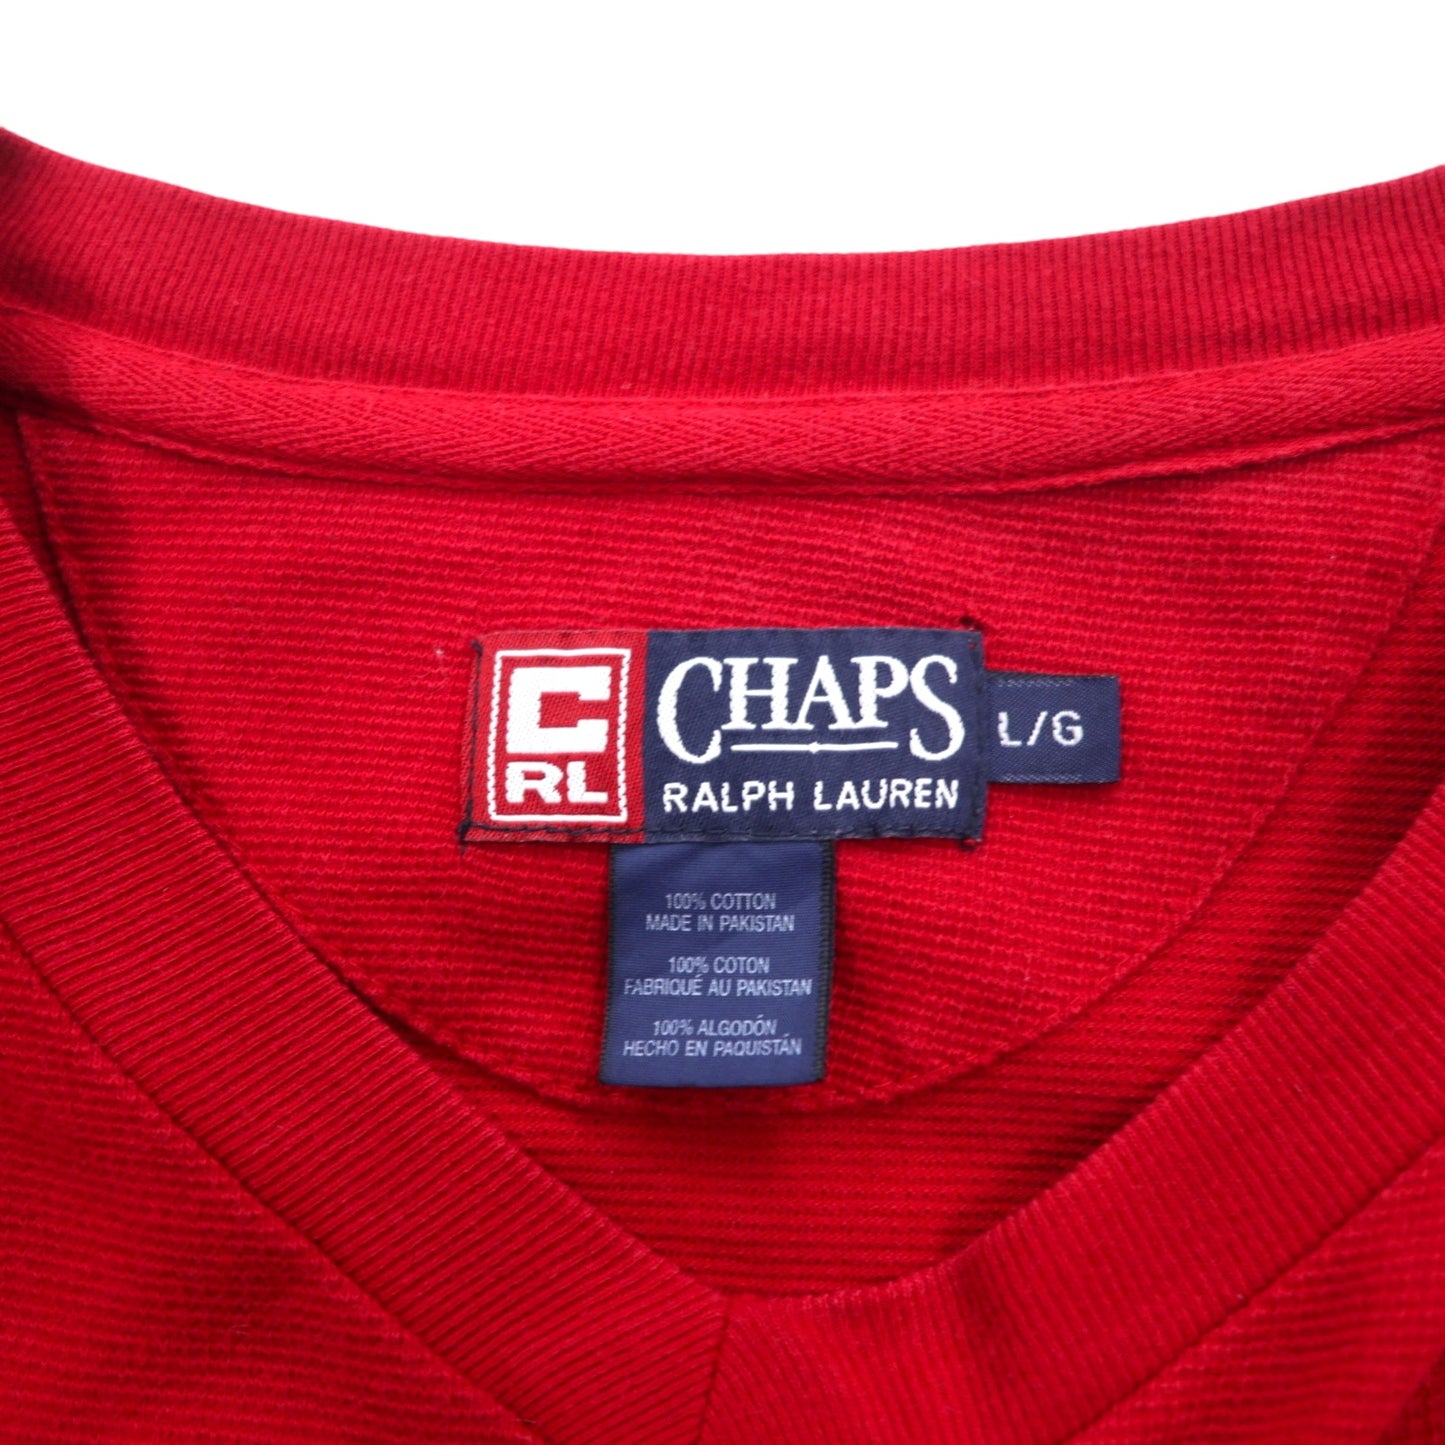 C
RL
CHAPS
RALPH LAUREN
L/G
100% COTTON
MADE IN PAKISTAN
100% COTON
FABRIQUÉ AU PAKISTAN
100% ALGODÓN
HECHO EN PAQUISTÁN